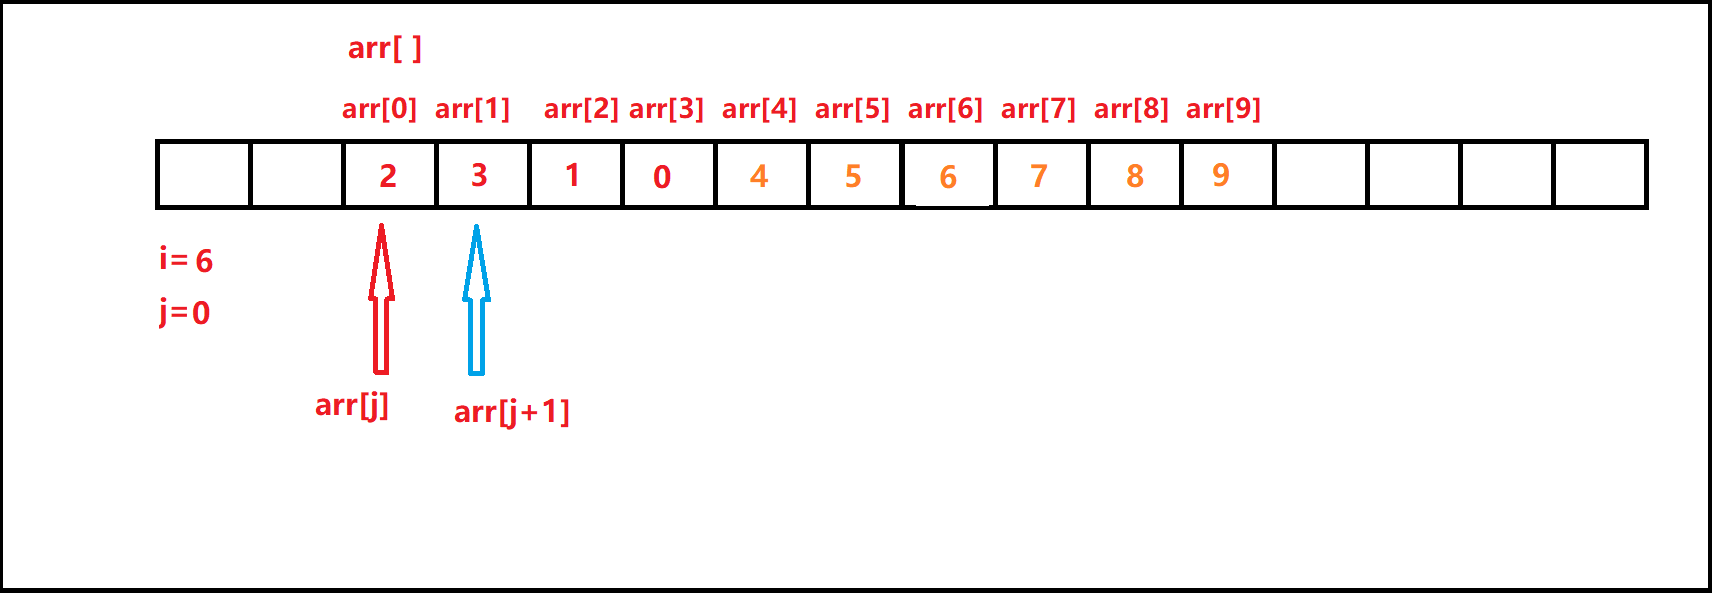 arr[ ]
arr[0] arr[1] arr[2] arr[3] arr[4] arr[5] arr[6] arr[7] arr[8] arr[9]
2 3 1 0 4 5 6 7 8 9
i= 6
j=0
arr[j] arr[j+1]